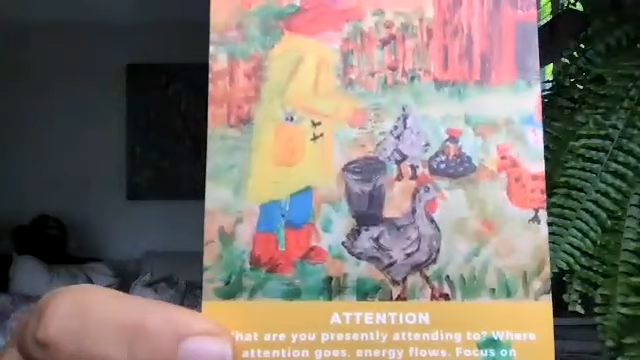 ATTENTION
hat are you presently attending to? Where
attention goes, energy flows. Focus on